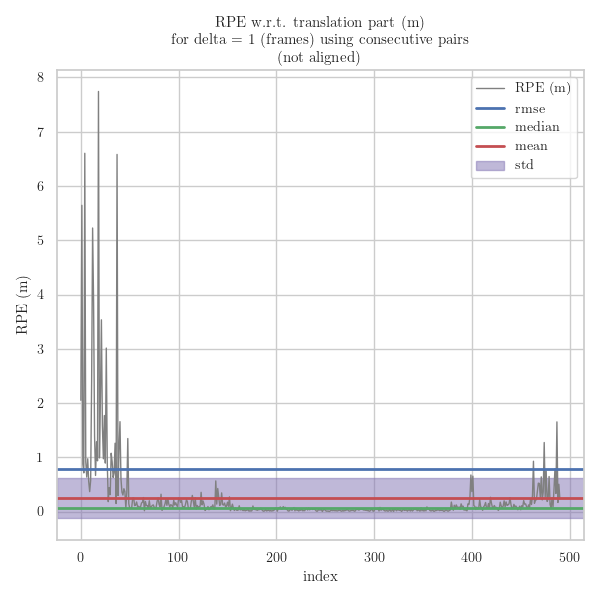 RPE w.r.t. translation part (m)
for delta = 1 (frames) using consecutive pairs
(not aligned)
RPE (m)
rmse
median
mean
std
8
7
6
5
4
3
2
1
0
RPE (m)
0
100
200
300
400
500
index